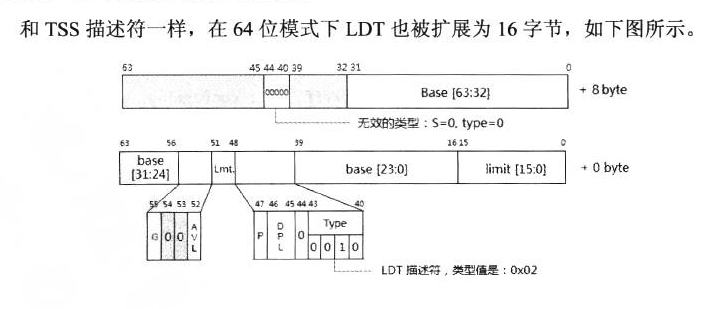 和 TSS 描述符一样，在 64 位模式下 LDT 也被扩展为 16 字节，如下图所示。
63 45 44 40 39 32 31 0
00000 Base [63:32] + 8 byte
无效的类型：S=0, type=0
63 56 51 48 39 16 15 0
base [31:24] Lmt. base [23:0] limit [15:0] + 0 byte
55 54 53 52 47 46 45 44 43 40
G 0 0 AVL P DPL 0 Type
0 0 1 0
LDT 描述符，类型值是：0x02